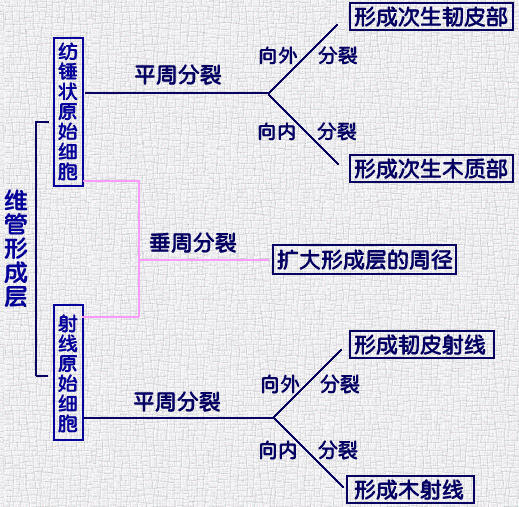 维管形成层
纺锤状原始细胞
平周分裂
向外 分裂
形成次生韧皮部
向内 分裂
形成次生木质部
垂周分裂
扩大形成层的周径
射线原始细胞
平周分裂
向外 分裂
形成韧皮射线
向内 分裂
形成木射线